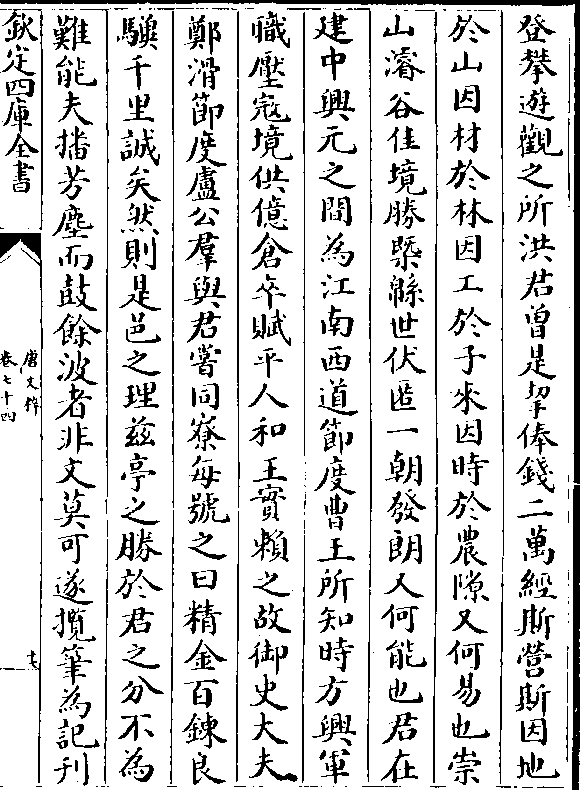 登攀遊觀之所洪君曾是挈俸錢二萬經斯營斯因地
於山因材於林因工於子來因時於農隙又何易也崇
山濬谷佳境勝槩緜世伏匿一朝發朗又何能也君在
建中興元之間為江南西道節度曹王所知時方興軍
職壓寇境供億倉卒賦平人和王實賴之故御史大夫
鄭滑節度盧公羣與君嘗同寮每號之曰精金百鍊良
驥千里誠矣然則是邑之理兹亭之勝於君之分不為
難能夫播芳塵而鼓餘波者非文莫可遂攬筆為記刋
欽定四庫全書
唐文粹
卷七十四